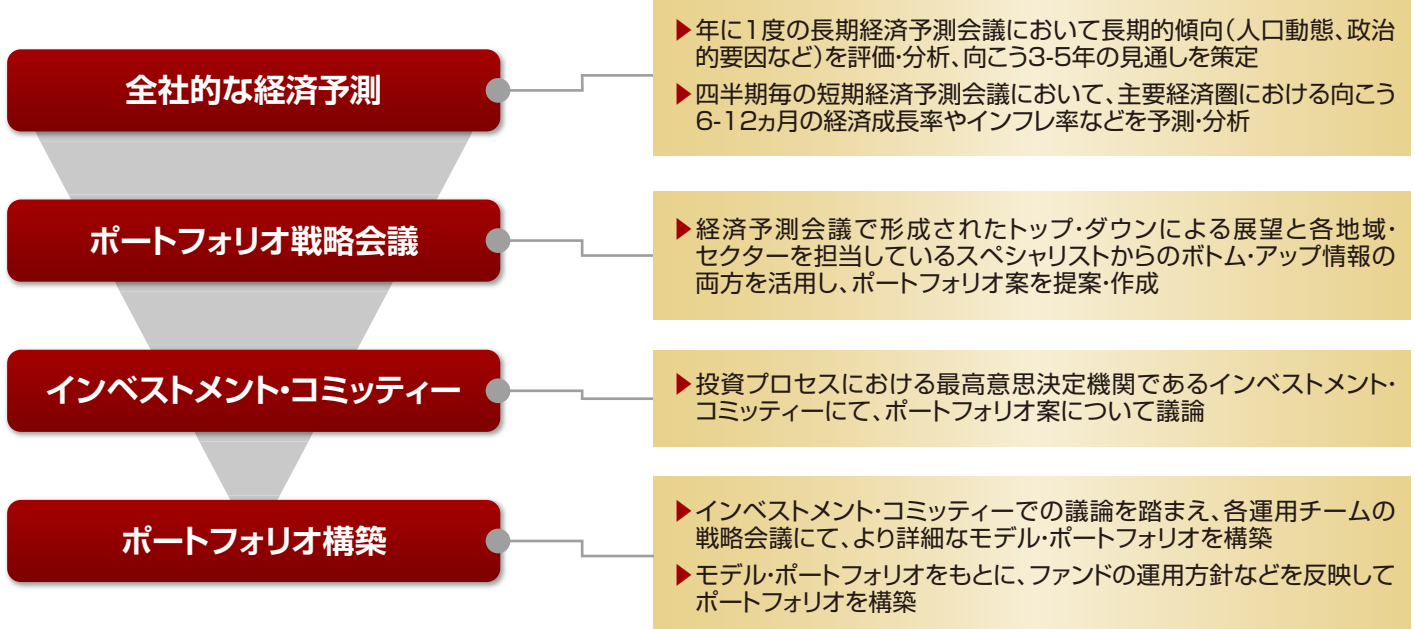 全社的な経済予測
▶年に1度の長期経済予測会議において長期的傾向(人口動態、政治
的要因など)を評価・分析、向こう3-5年の見通しを策定
▶四半期毎の短期経済予測会議において、主要経済圏における向こう
6-12ヵ月の経済成長率やインフレ率などを予測・分析
ポートフォリオ戦略会議
▶経済予測会議で形成されたトップ・ダウンによる展望と各地域・
セクターを担当しているスペシャリストからのボトム・アップ情報の
両方を活用し、ポートフォリオ案を提案・作成
インベストメント・コミッティー
▶投資プロセスにおける最高意思決定機関であるインベストメント・
コミッティーにて、ポートフォリオ案について議論
ポートフォリオ構築
▶インベストメント・コミッティーでの議論を踏まえ、各運用チームの
戦略会議にて、より詳細なモデル・ポートフォリオを構築
▶モデル・ポートフォリオをもとに、ファンドの運用方針などを反映して
ポートフォリオを構築